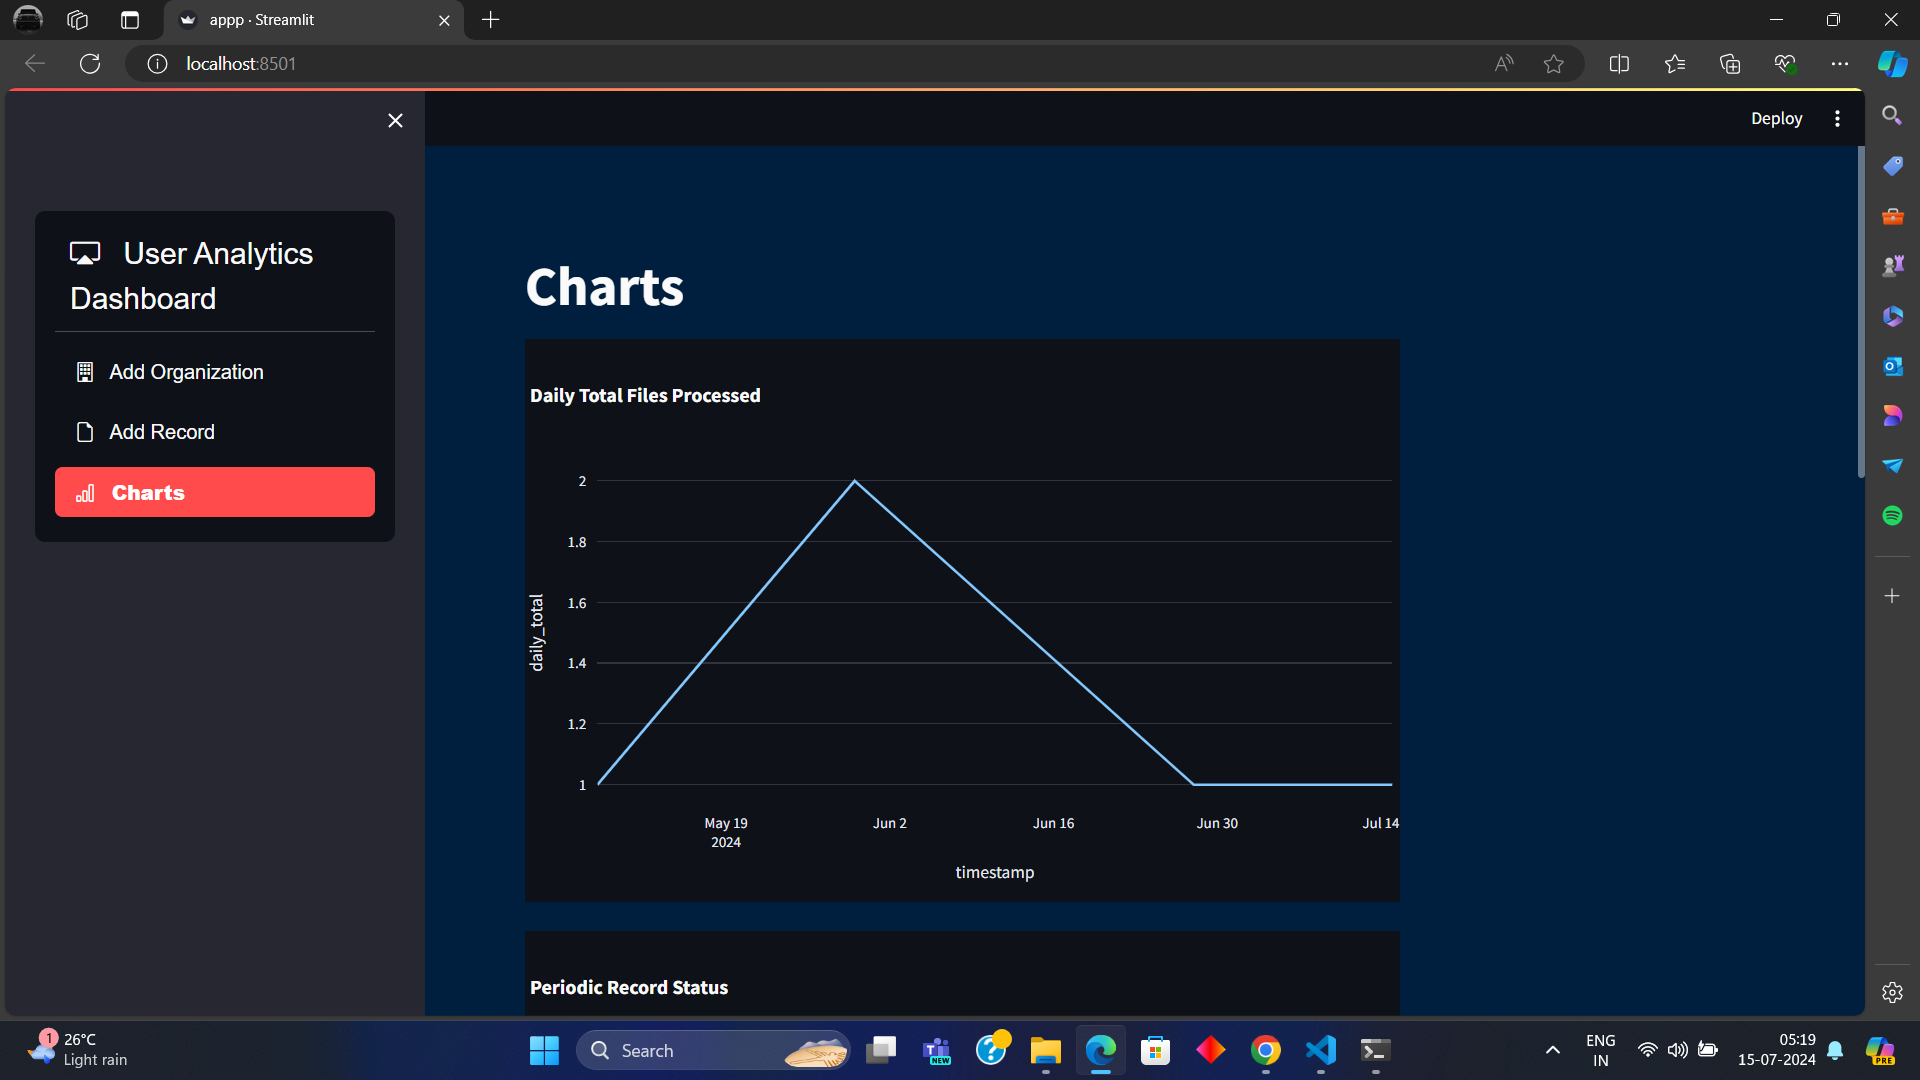 appp · Streamlit
localhost:8501
Deploy
User Analytics
Dashboard
Add Organization
Add Record
Charts
Charts
Daily Total Files Processed
2
1.8
1.6
1.4
1.2
1
daily_total
May 19
2024
Jun 2
Jun 16
Jun 30
Jul 14
timestamp
Periodic Record Status
1
26°C
Light rain
Search
NEW
ENG
IN
05:19
15-07-2024
PRE